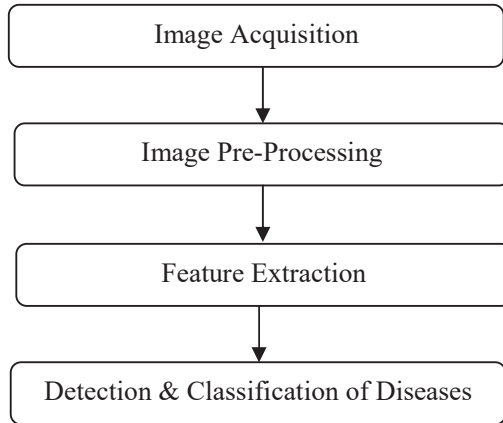 Image Acquisition
Image Pre-Processing
Feature Extraction
Detection & Classification of Diseases